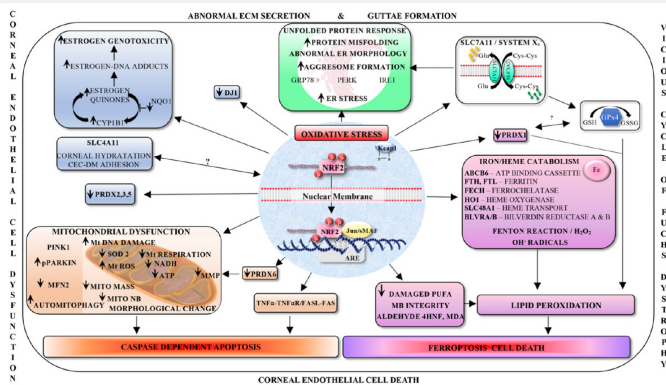 ABNORMAL ECM SECRETION & GUTTAE FORMATION
CORNEAL ENDOTHELIAL CELL DYSFUNCTION
ESTROGEN GENOTOXICITY
ESTROGEN-DNA ADDUCTS
ESTROGEN
QUINONES
NQO1
CYP1B1
SLC4A11
CORNEAL HYDRATION
CEC-DM ADHESION
?
PRDX2,3,5
DJ1
UNFOLDED PROTEIN RESPONSE
PROTEIN MISFOLDING
ABNORMAL ER MORPHOLOGY
AGGRESOME FORMATION
GRP78 PERK IRE1
ER STRESS
OXIDATIVE STRESS
Keap1
NRF2
Nuclear Membrane
NRF2 Jun/sMAF
ARE
SLC7A11 / SYSTEM Xc
Glu Cys-Cys
Glu Cys-Cys
GPx4
GSH GSSG
?
PRDX1
IRON/HEME CATABOLISM
Fe
ABCB6 – ATP BINDING CASSETTE
FTH, FTL – FERRITIN
FECH – FERROCHELATASE
HO1 – HEME OXYGENASE
SLC48A1 – HEME TRANSPORT
BLVRA/B – BILVERDIN REDUCTASE A & B
FENTON REACTION / H2O2
OH· RADICALS
MITOCHONDRIAL DYSFUNCTION
PINK1
pPARKIN
MFN2
AUTOMITOPHAGY
Mt DNA DAMAGE
SOD 2
Mt ROS
MITO MASS
MITO NB
MORPHOLOGICAL CHANGE
Mt RESPIRATION
NADH
ATP
MMP
PRDX6
TNFα-TNFαR/FASL-FAS
DAMAGED PUFA
MB INTEGRITY
ALDEHYDE 4HNF, MDA
LIPID PEROXIDATION
CASPASE DEPENDENT APOPTOSIS
FERROPTOSIS CELL DEATH
CORNEAL ENDOTHELIAL CELL DEATH
VICIOUS CYCLE OF FUCHS DYSTROPHY